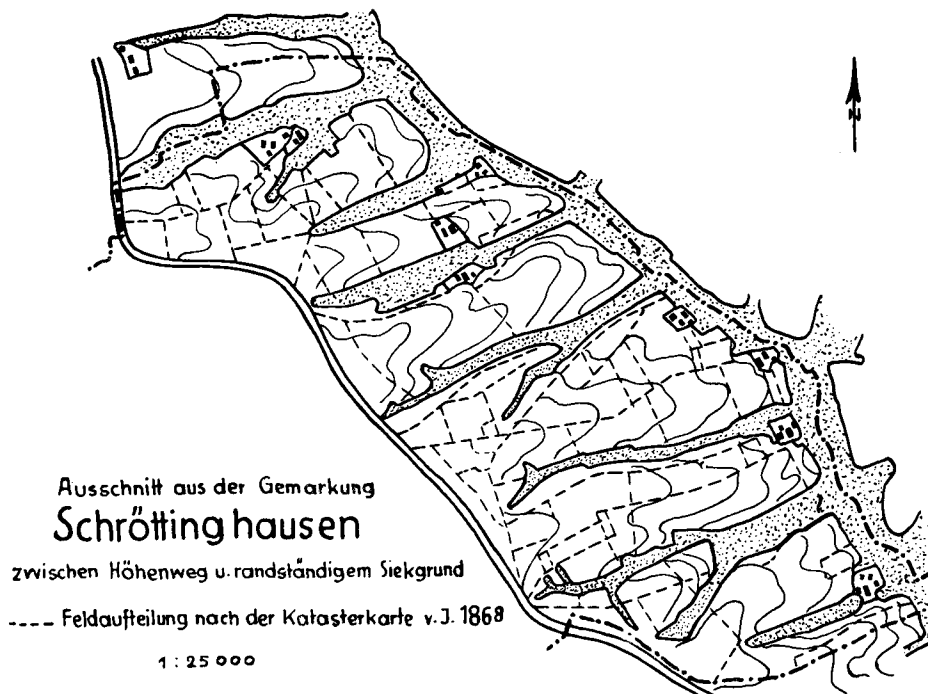 N
Ausschnitt aus der Gemarkung
Schröttinghausen
zwischen Höhenweg u. randständigem Siekgrund
---- Feldaufteilung nach der Katasterkarte v. J. 1868
1 : 25 000